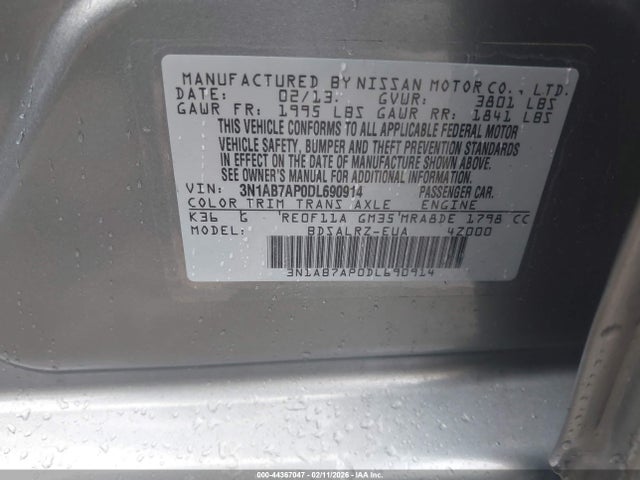 MANUFACTURED BY NISSAN MOTOR CO., LTD.
DATE: 02/13. GVWR: 3801 LBS
GAWR FR: 1995 LBS GAWR RR: 1841 LBS
THIS VEHICLE CONFORMS TO ALL APPLICABLE FEDERAL MOTOR
VEHICLE SAFETY, BUMPER AND THEFT PREVENTION STANDARDS
IN EFFECT ON THE DATE OF MANUFACTURE SHOWN ABOVE.
SEE OWNER'S MANUAL FOR ADDITIONAL INFORMATION.
VIN: 3N1AB7AP0DL690914 PASSENGER CAR.
COLOR TRIM TRANS AXLE ENGINE
K36 G RE0F11A GM35 MRA8DE 1798 CC
MODEL: BDSALRZ-EUA 4Z000
3N1AB7AP0DL690914
000-44367047 - 02/11/2026 - COPART.COM